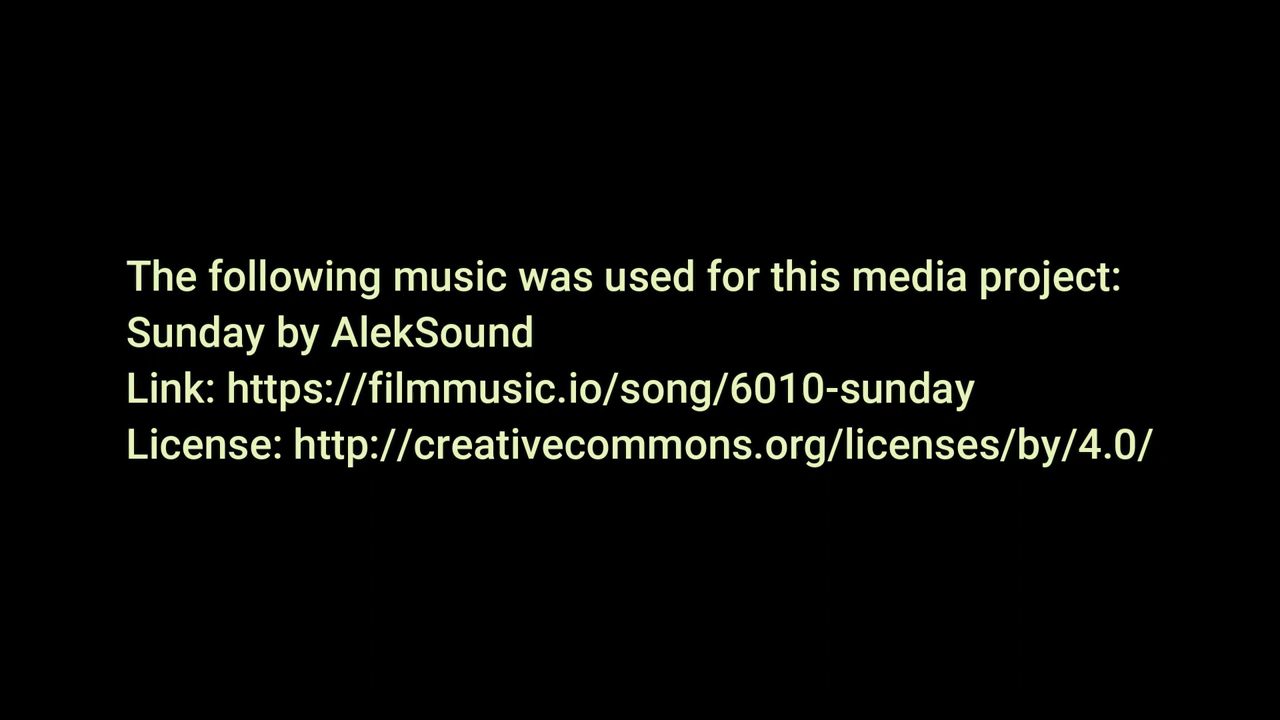 The following music was used for this media project:
Sunday by AlekSound
Link: https://filmmusic.io/song/6010-sunday
License: http://creativecommons.org/licenses/by/4.0/